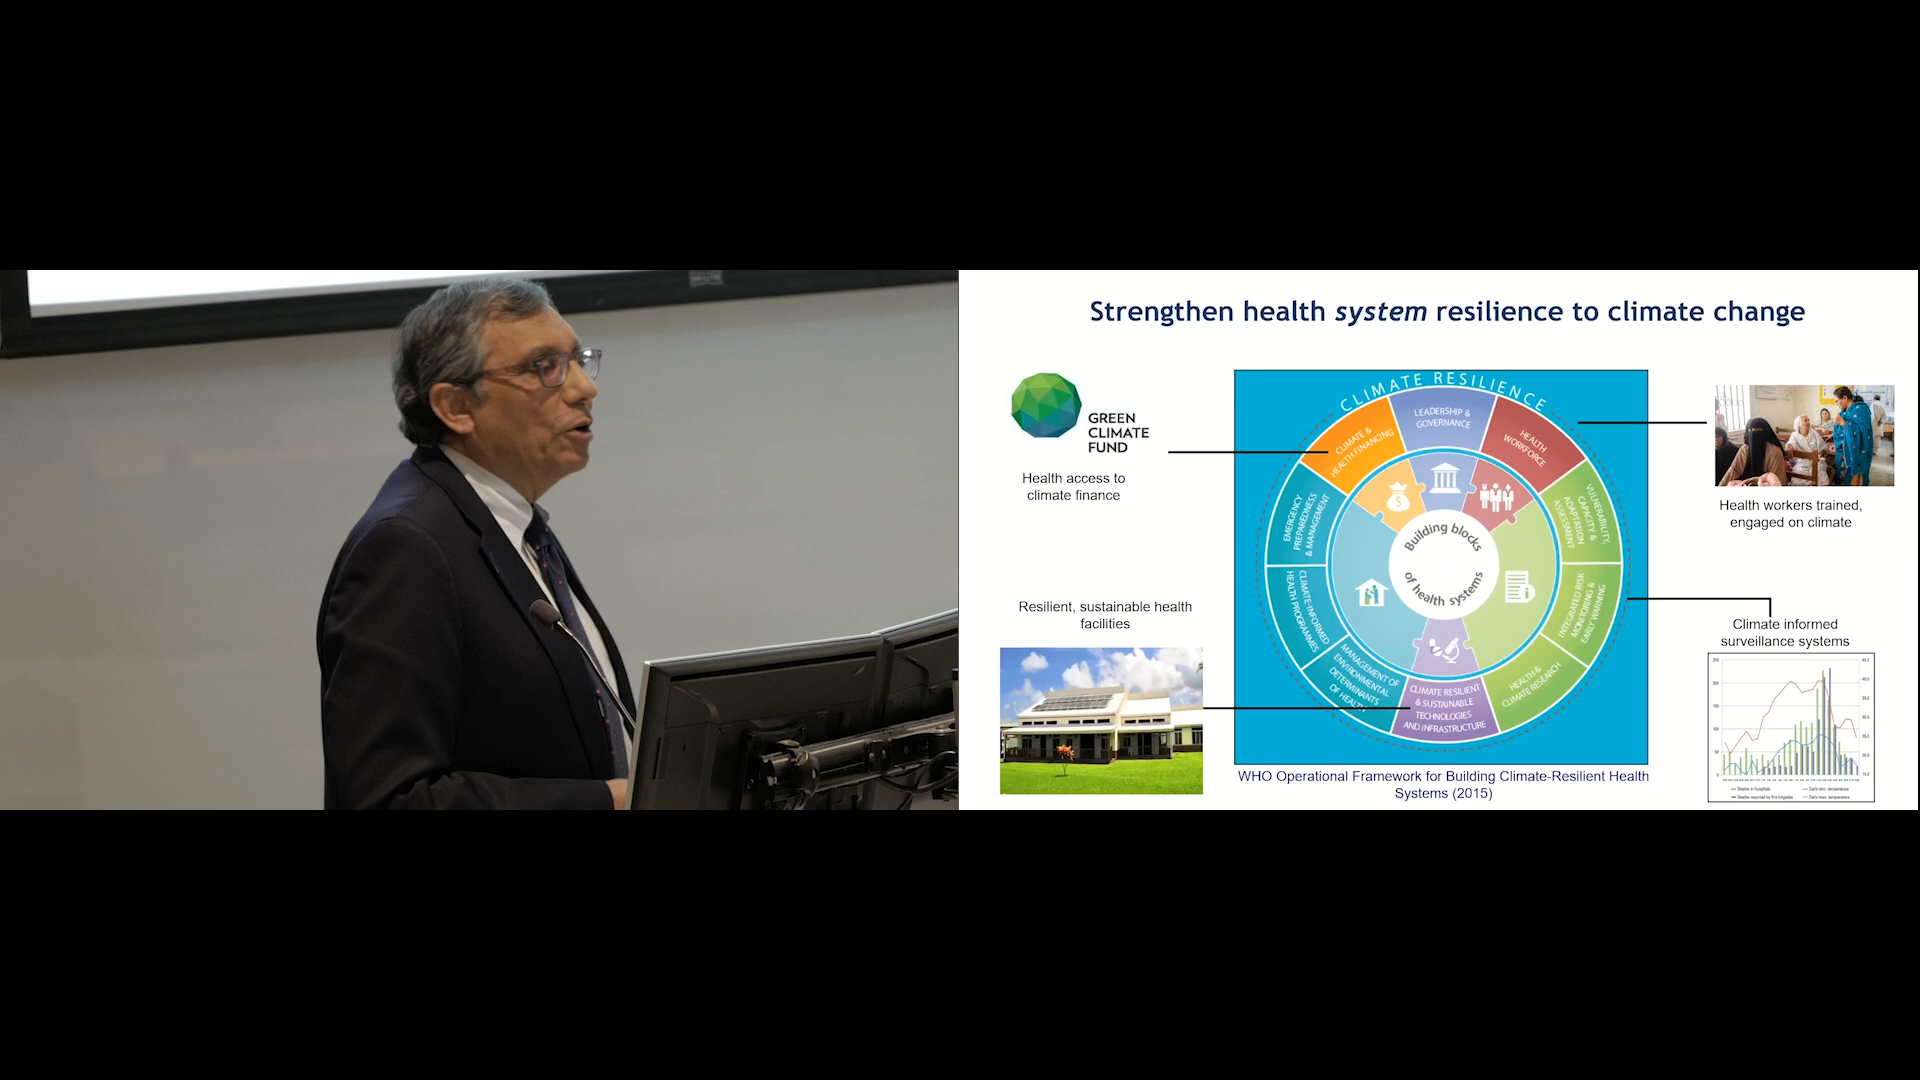 Strengthen health system resilience to climate change
GREEN
CLIMATE
FUND
Health access to
climate finance
Resilient, sustainable health
facilities
CLIMATE RESILIENCE
LEADERSHIP &
GOVERNANCE
HEALTH
WORKFORCE
VULNERABILITY,
CAPACITY &
ADAPTATION
ASSESSMENT
INTEGRATED RISK
MONITORING &
EARLY WARNING
HEALTH &
CLIMATE RESEARCH
CLIMATE RESILIENT
& SUSTAINABLE
TECHNOLOGIES
AND INFRASTRUCTURE
MANAGEMENT OF
ENVIRONMENTAL
DETERMINANTS
OF HEALTH
CLIMATE-INFORMED
HEALTH PROGRAMMES
EMERGENCY
PREPAREDNESS
& MANAGEMENT
CLIMATE &
HEALTH FINANCING
Building blocks
of health systems
WHO Operational Framework for Building Climate-Resilient Health
Systems (2015)
Health workers trained,
engaged on climate
Climate informed
surveillance systems